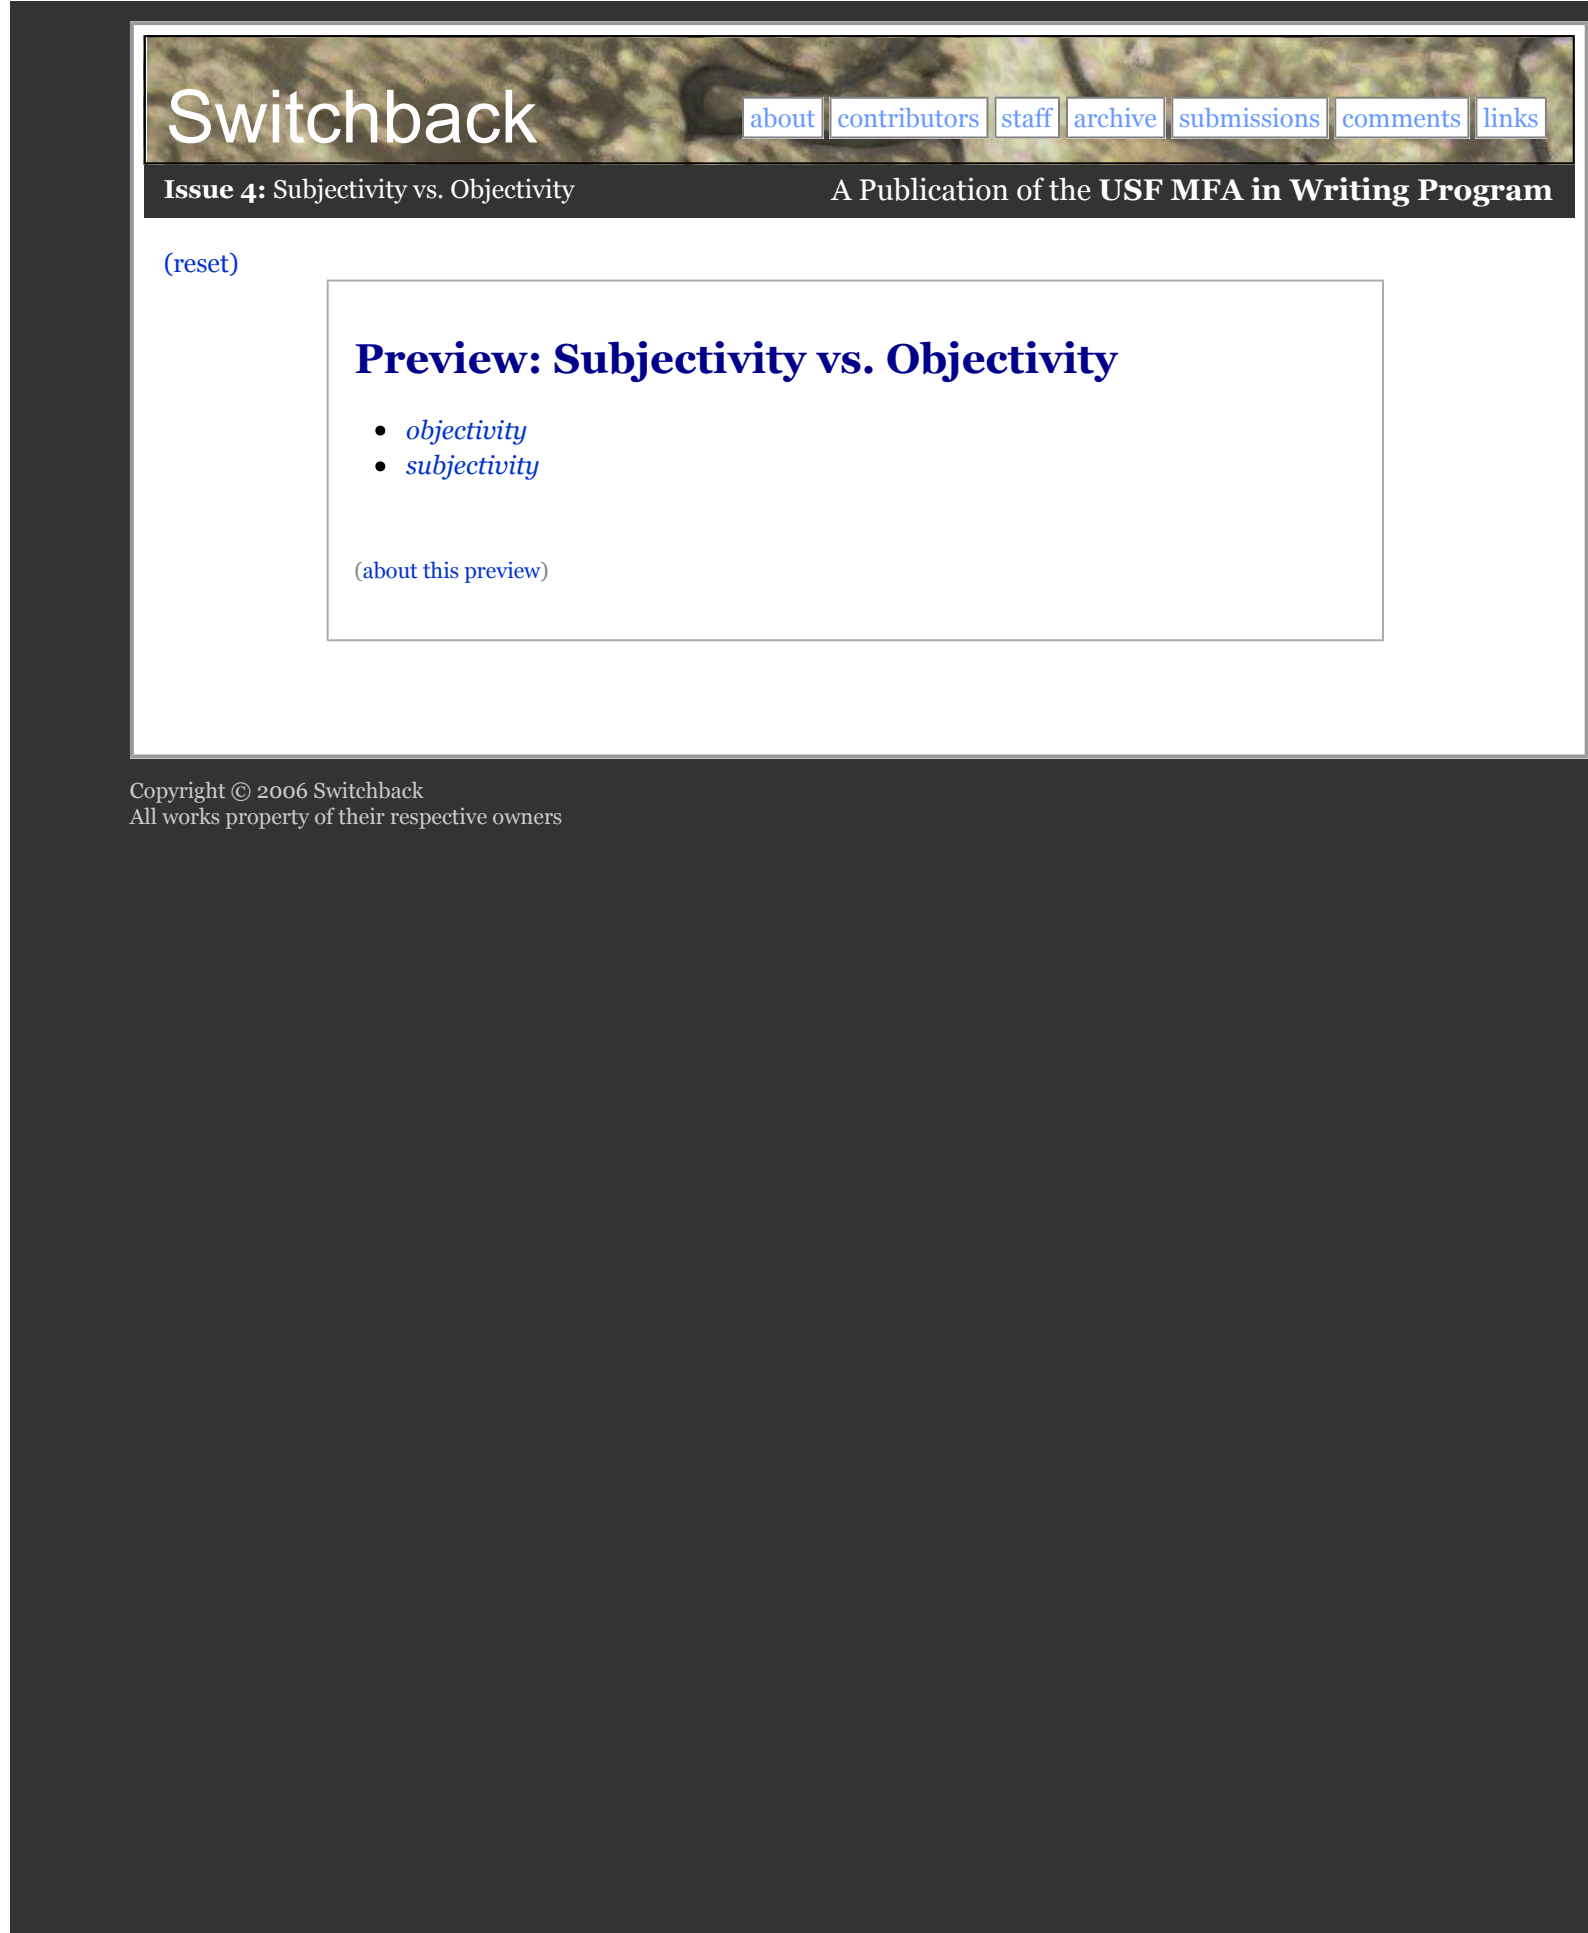 Switchback
about contributors staff archive submissions comments links
Issue 4: Subjectivity vs. Objectivity A Publication of the USF MFA in Writing Program
(reset)
Preview: Subjectivity vs. Objectivity
• objectivity
• subjectivity
(about this preview)
Copyright © 2006 Switchback
All works property of their respective owners